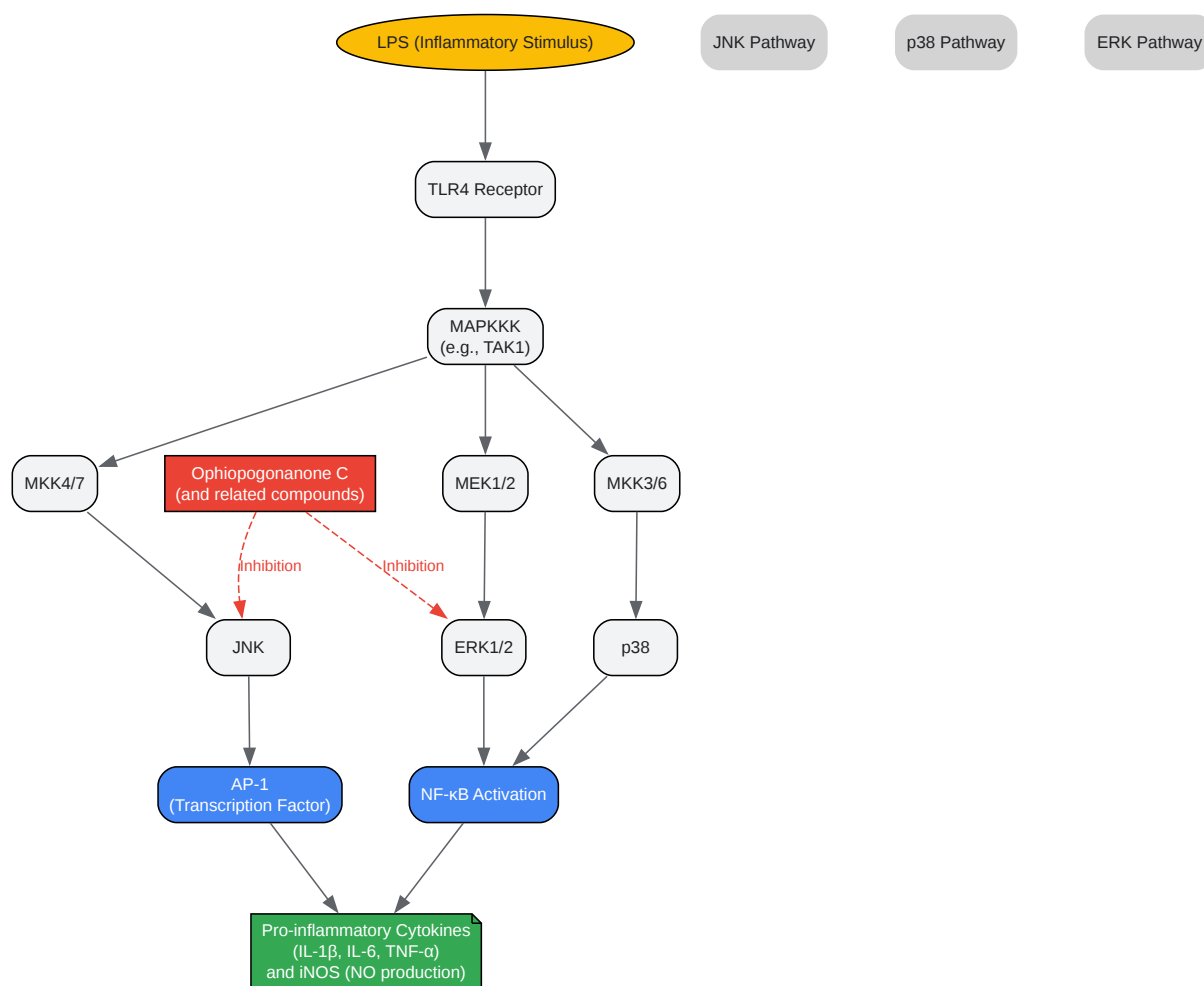 LPS (Inflammatory Stimulus)
JNK Pathway
p38 Pathway
ERK Pathway
TLR4 Receptor
MAPKKK
(e.g., TAK1)
MKK4/7
Ophiopogonanone C
(and related compounds)
MEK1/2
MKK3/6
Inhibition
Inhibition
JNK
ERK1/2
p38
AP-1
(Transcription Factor)
NF-κB Activation
Pro-inflammatory Cytokines
(IL-1β, IL-6, TNF-α)
and iNOS (NO production)